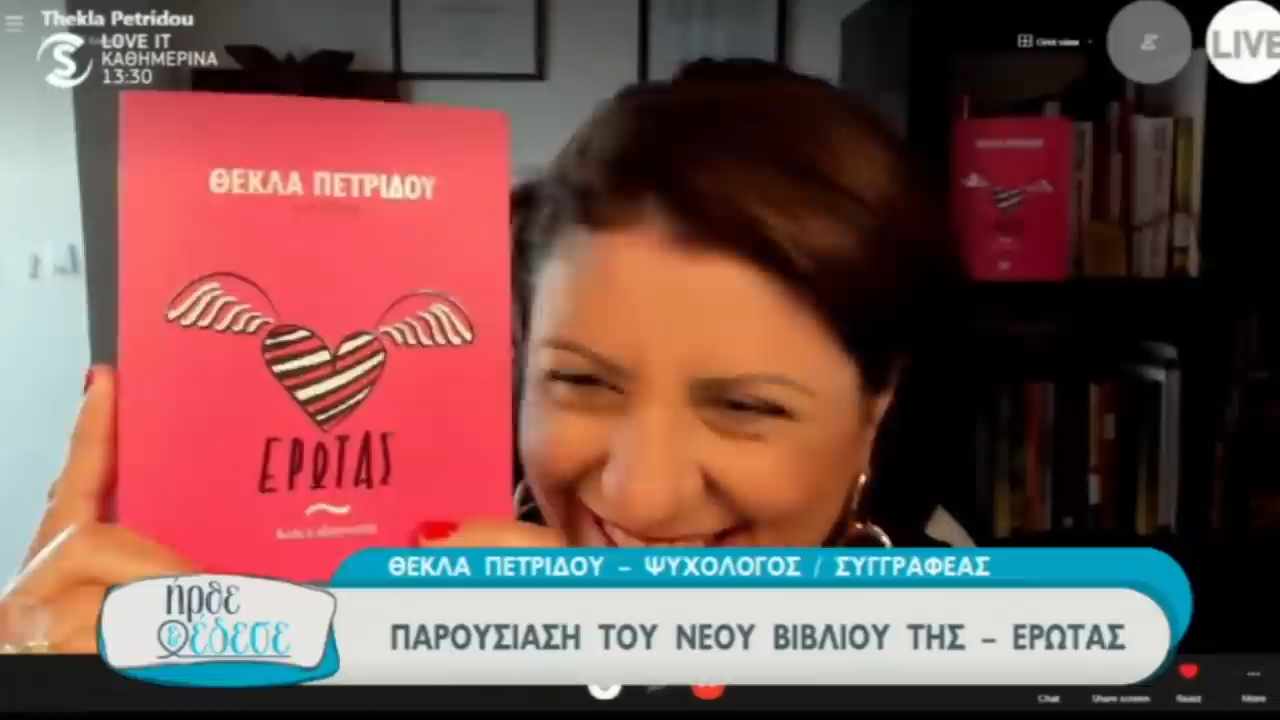 Thekla Petridou
LOVE IT
ΚΑΘΗΜΕΡΙΝΑ
13:30
LIVE
ΘΕΚΛΑ ΠΕΤΡΙΔΟΥ
ΕΡΩΤΑΣ
ΘΕΚΛΑ ΠΕΤΡΙΔΟΥ – ΨΥΧΟΛΟΓΟΣ / ΣΥΓΓΡΑΦΕΑΣ
ήρθε
& έδεσε
ΠΑΡΟΥΣΙΑΣΗ ΤΟΥ ΝΕΟΥ ΒΙΒΛΙΟΥ ΤΗΣ – ΕΡΩΤΑΣ
Chat Share screen React More